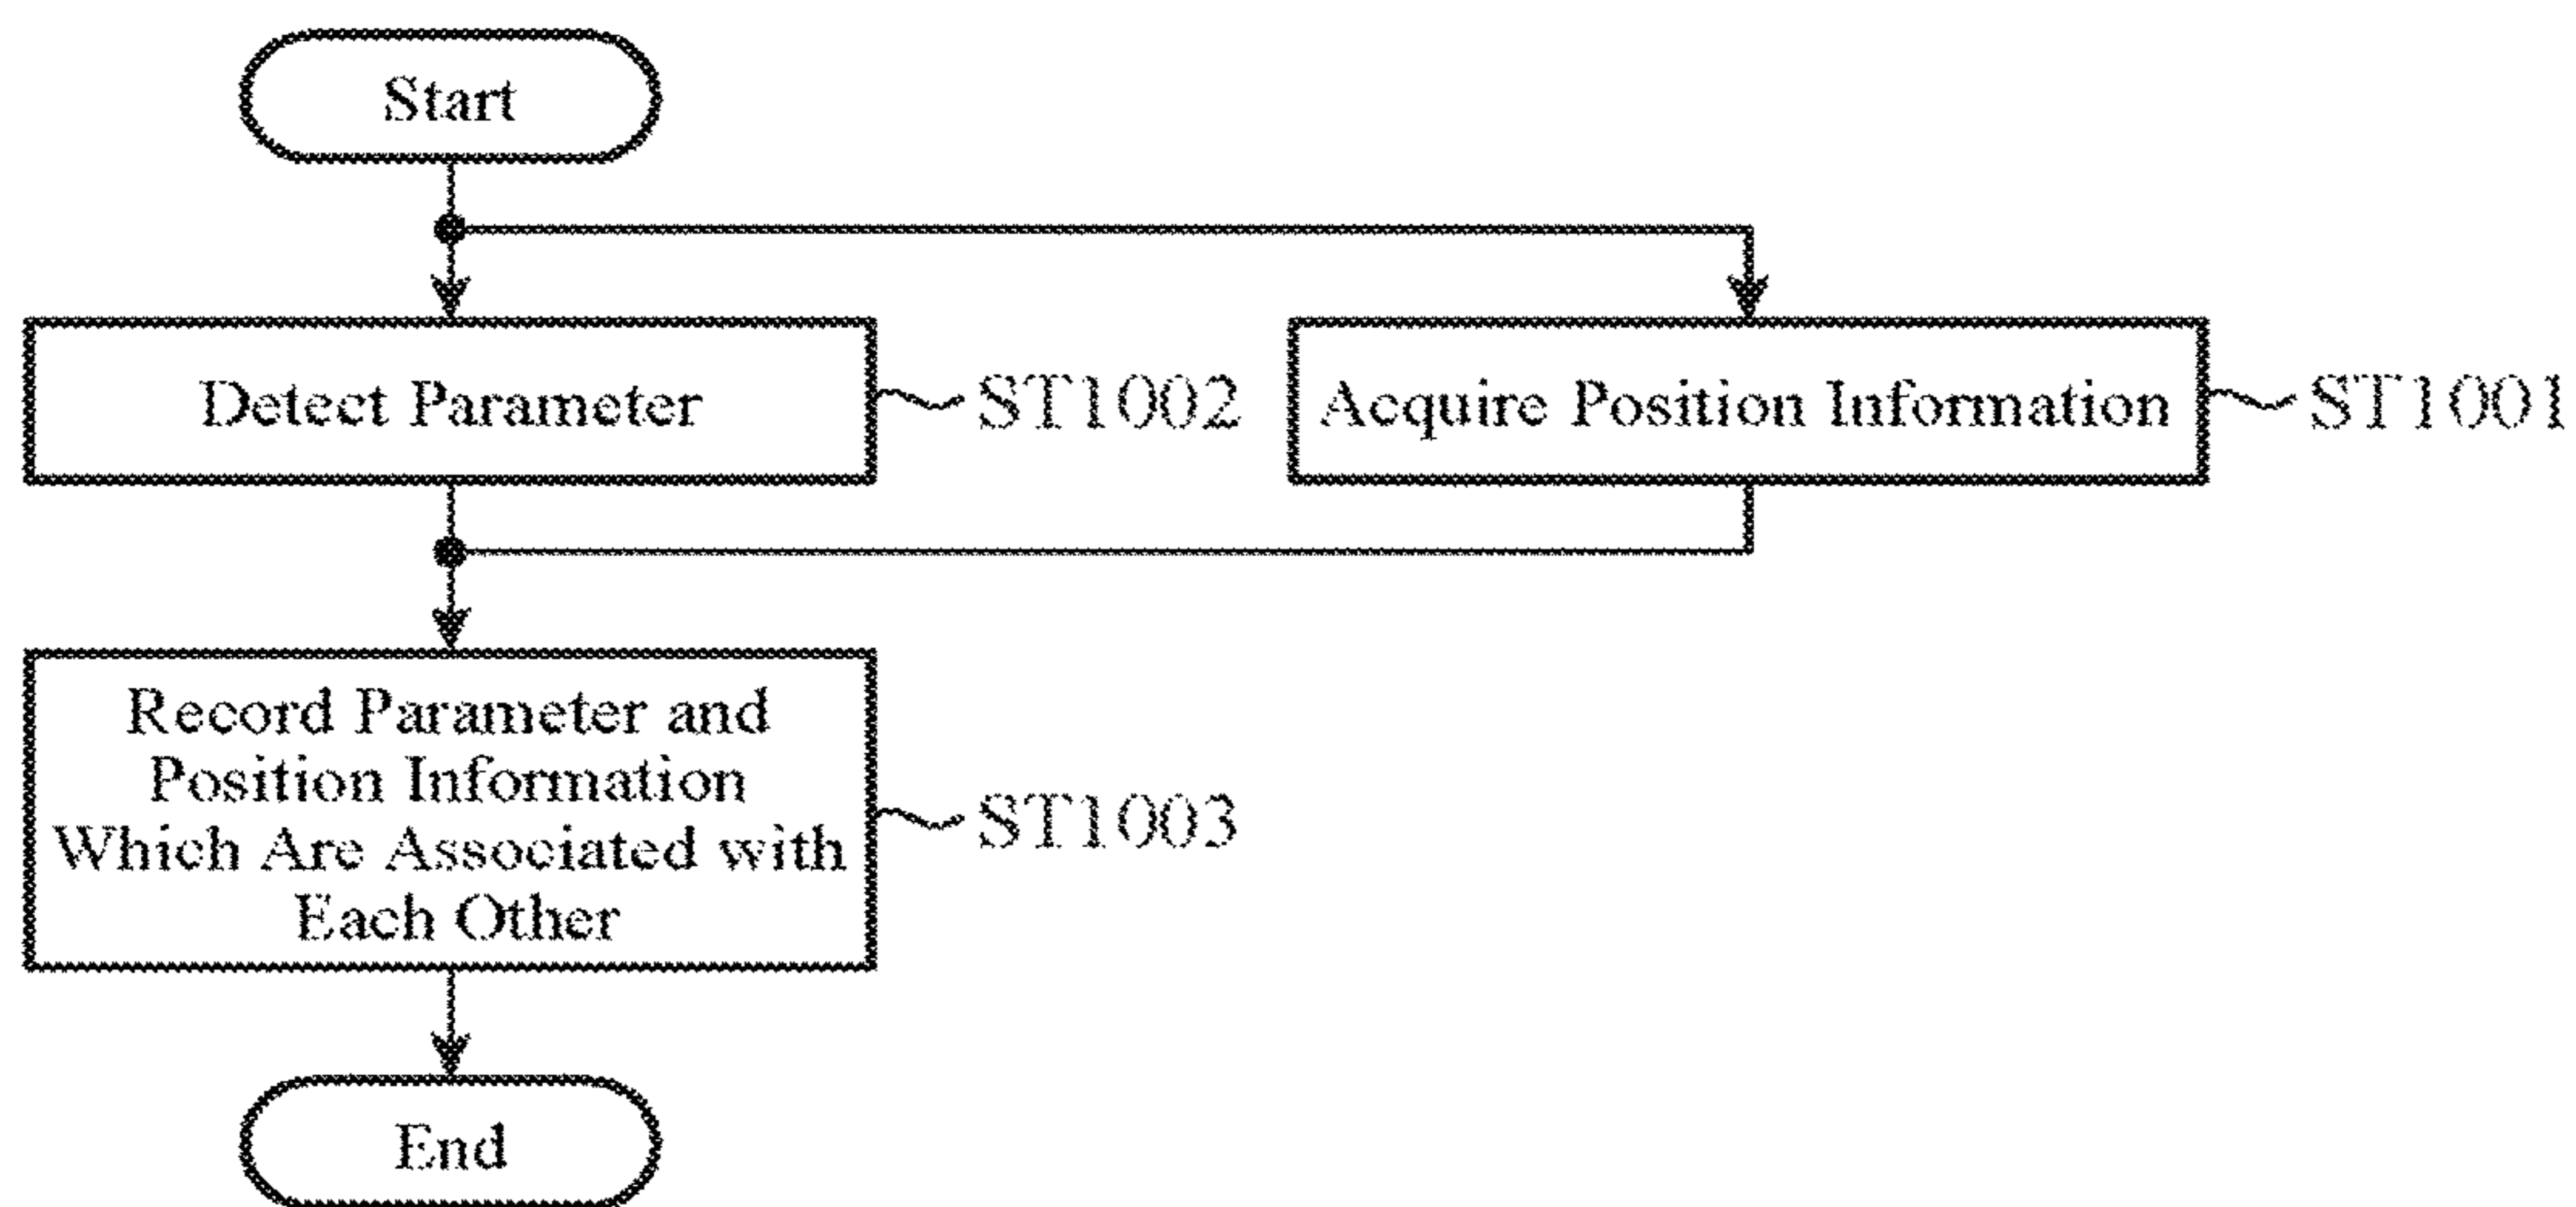 Start
Detect Parameter
ST1002
Acquire Position Information
ST1001
Record Parameter and
Position Information
Which Are Associated with
Each Other
ST1003
End